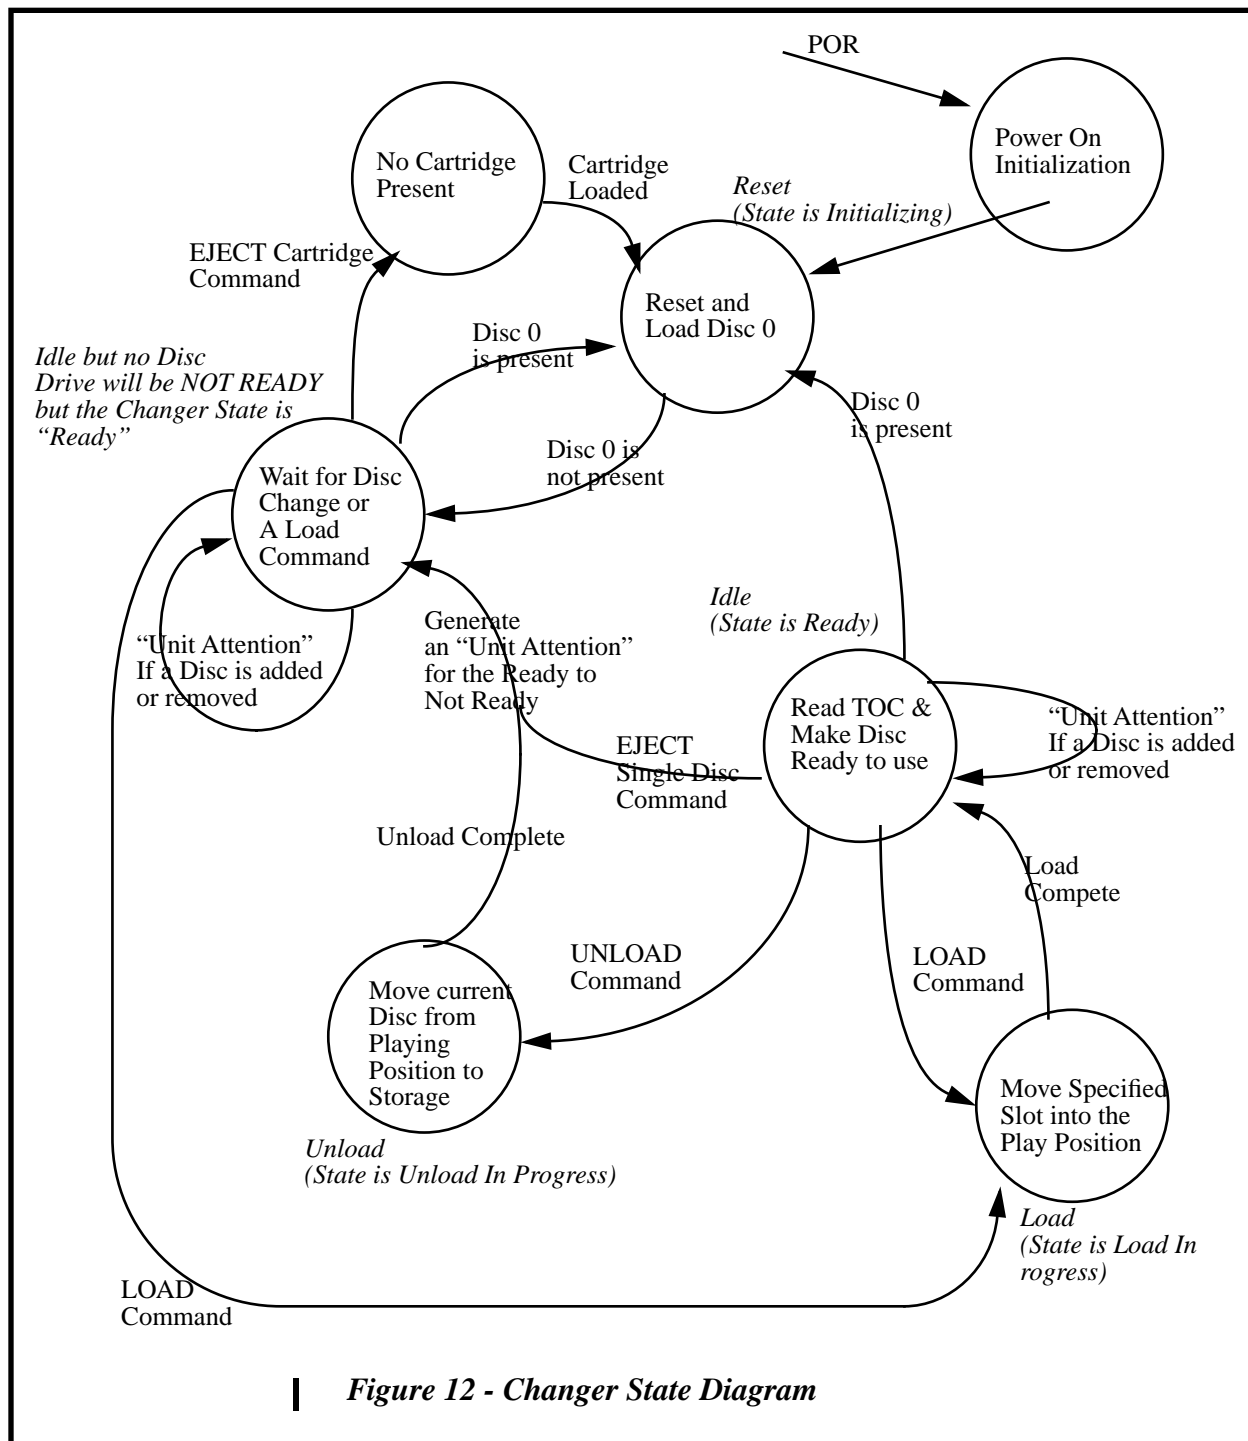 POR
Power On
Initialization
No Cartridge
Present
Cartridge
Loaded
Reset
(State is Initializing)
EJECT Cartridge
Command
Reset and
Load Disc 0
Disc 0
is present
Idle but no Disc
Drive will be NOT READY
but the Changer State is
“Ready”
Disc 0
is present
Disc 0 is
not present
Wait for Disc
Change or
A Load
Command
Idle
(State is Ready)
Generate
an “Unit Attention”
for the Ready to
Not Ready
“Unit Attention”
If a Disc is added
or removed
Read TOC &
Make Disc
Ready to use
“Unit Attention”
If a Disc is added
or removed
EJECT
Single Disc
Command
Unload Complete
Load
Compete
UNLOAD
Command
LOAD
Command
Move current
Disc from
Playing
Position to
Storage
Move Specified
Slot into the
Play Position
Unload
(State is Unload In Progress)
Load
(State is Load In
rogress)
LOAD
Command
Figure 12 - Changer State Diagram